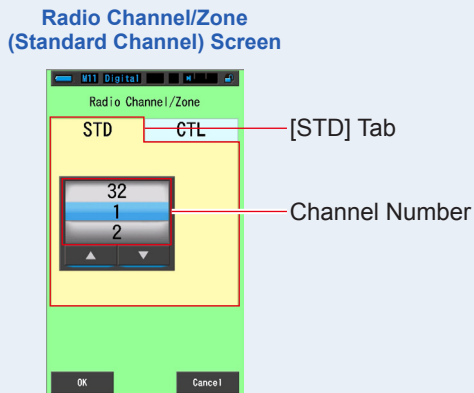 Radio Channel/Zone
(Standard Channel) Screen
M11 Digital
Radio Channel/Zone
STD
CTL
[STD] Tab
32
1
Channel Number
2
OK
Cancel